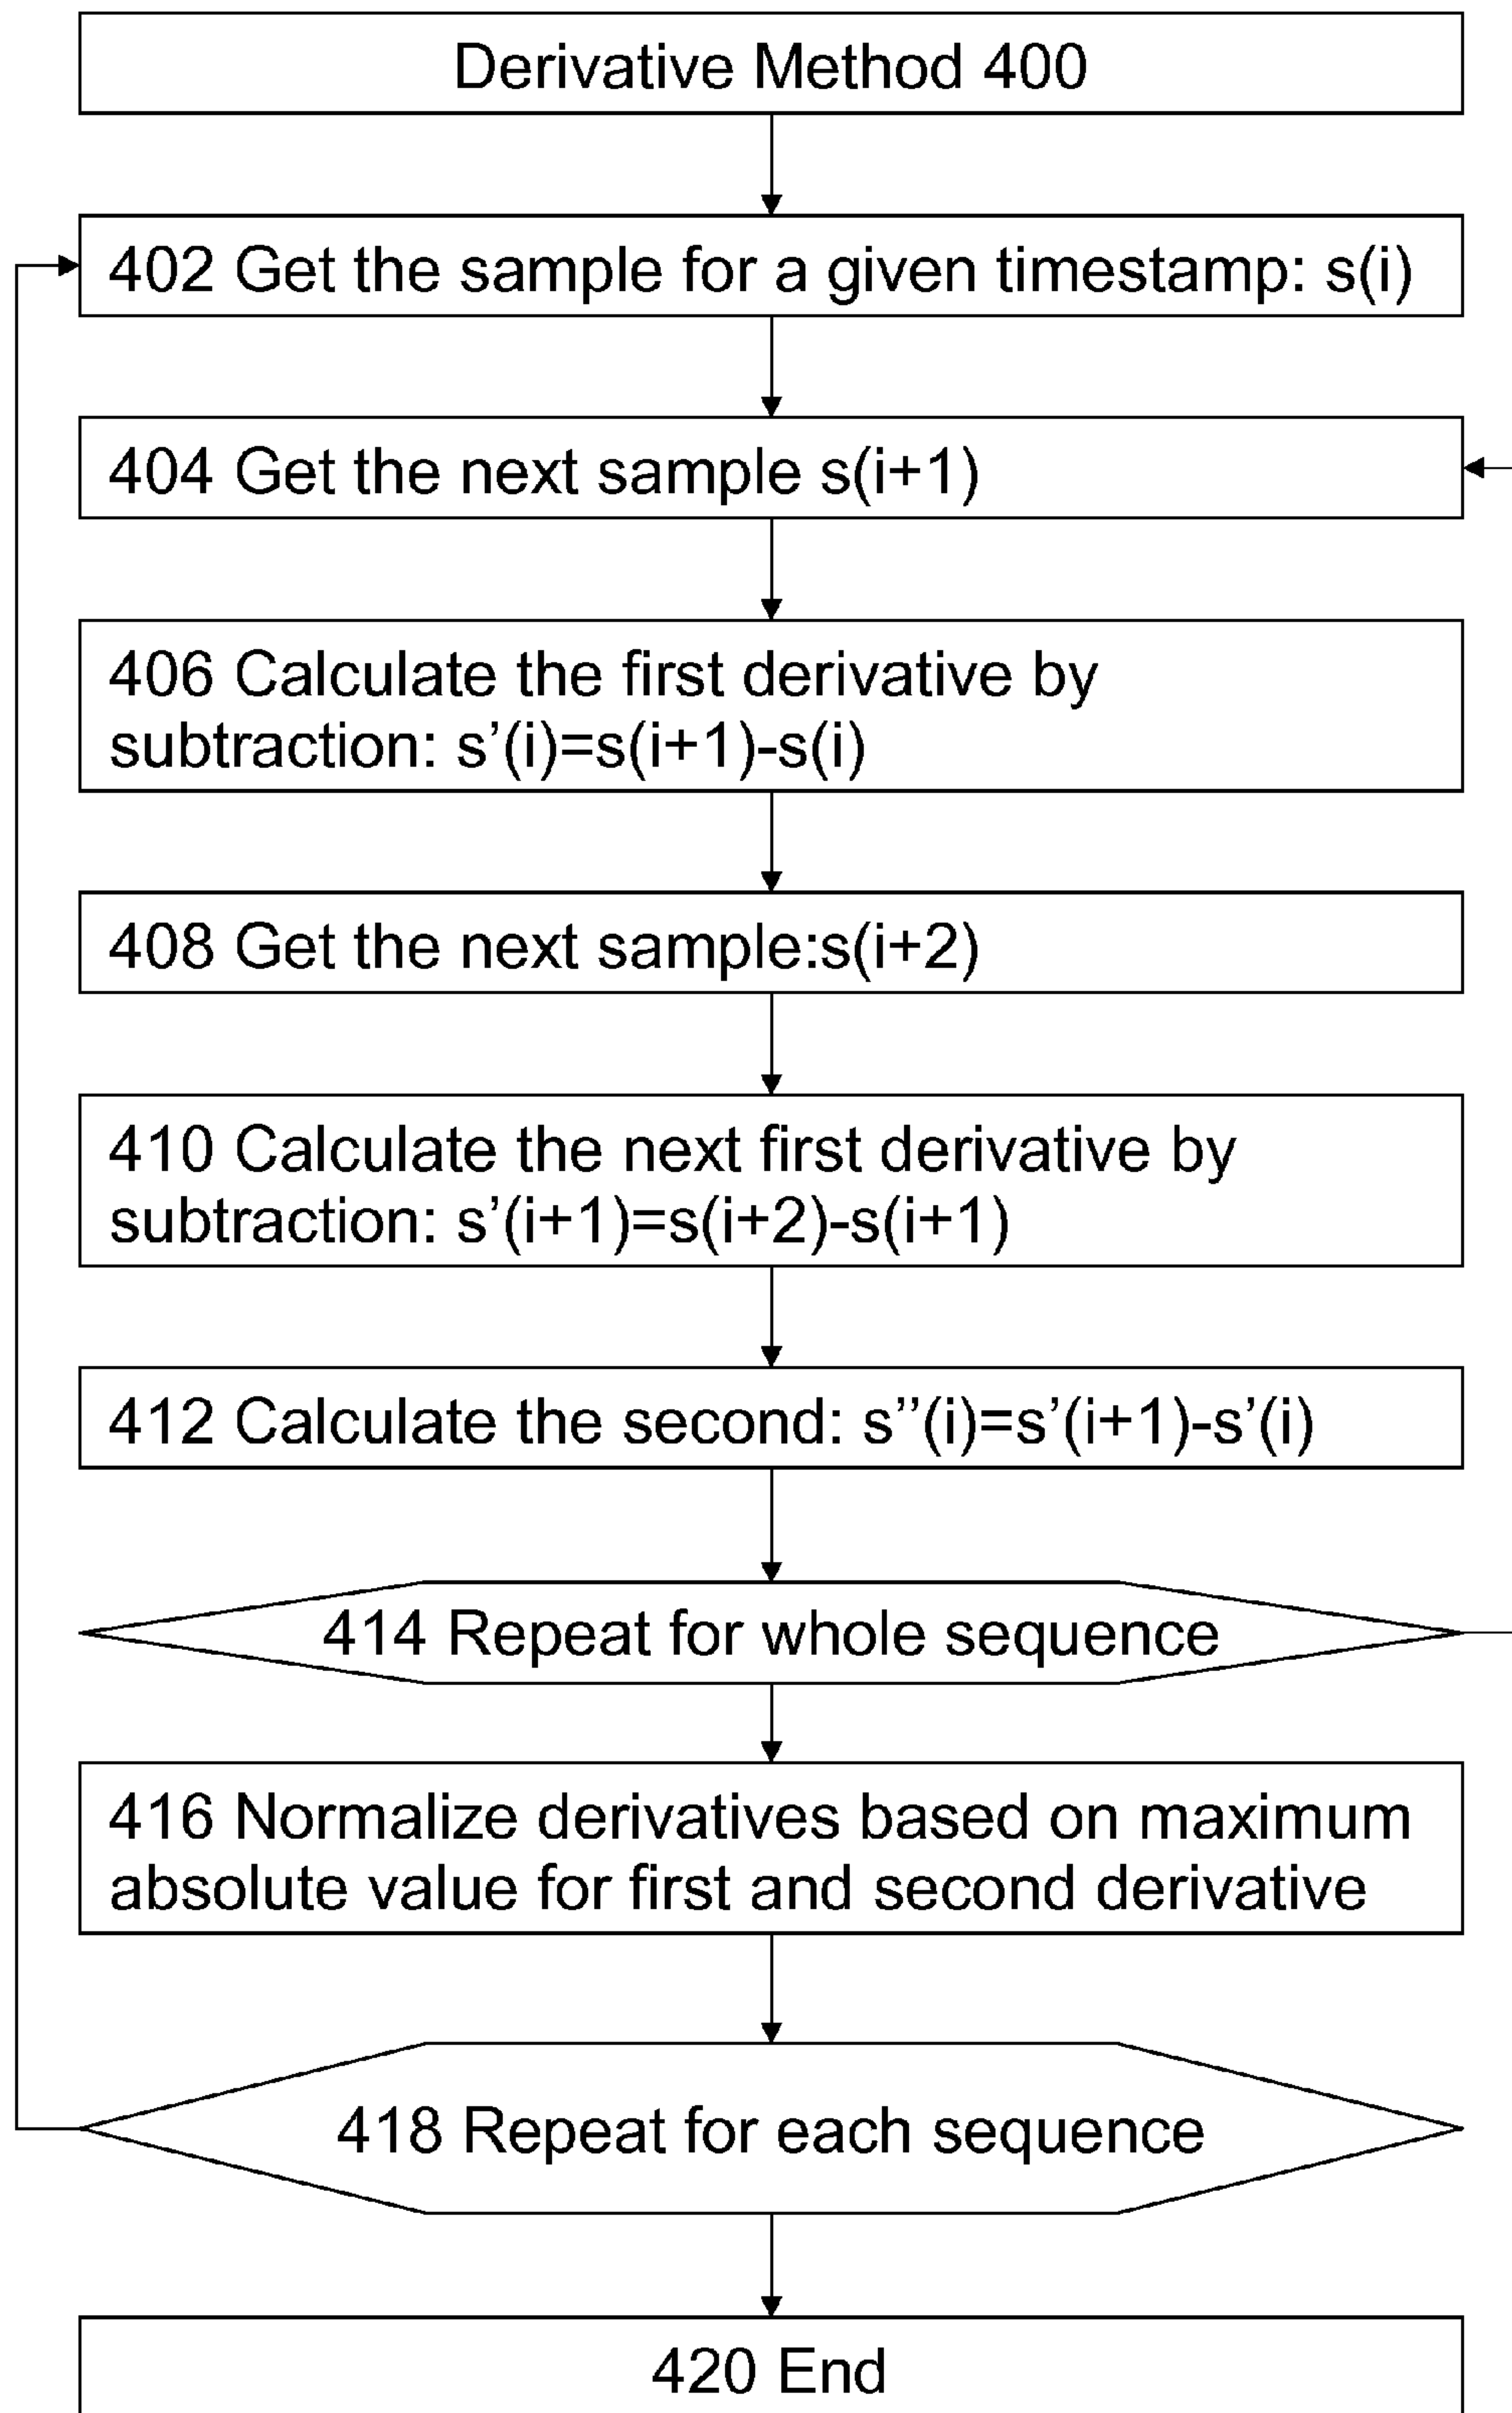 Derivative Method 400
402 Get the sample for a given timestamp: s(i)
404 Get the next sample s(i+1)
406 Calculate the first derivative by
subtraction: s’(i)=s(i+1)-s(i)
408 Get the next sample:s(i+2)
410 Calculate the next first derivative by
subtraction: s’(i+1)=s(i+2)-s(i+1)
412 Calculate the second: s’’(i)=s’(i+1)-s’(i)
414 Repeat for whole sequence
416 Normalize derivatives based on maximum
absolute value for first and second derivative
418 Repeat for each sequence
420 End